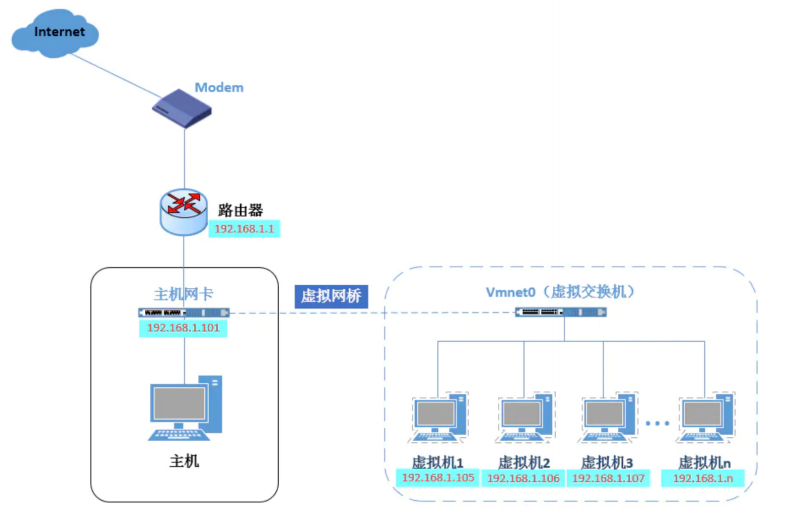 Internet
Modem
路由器
192.168.1.1
主机网卡
192.168.1.101
主机
虚拟网桥
Vmnet0（虚拟交换机）
虚拟机1
192.168.1.105
虚拟机2
192.168.1.106
虚拟机3
192.168.1.107
虚拟机n
192.168.1.n